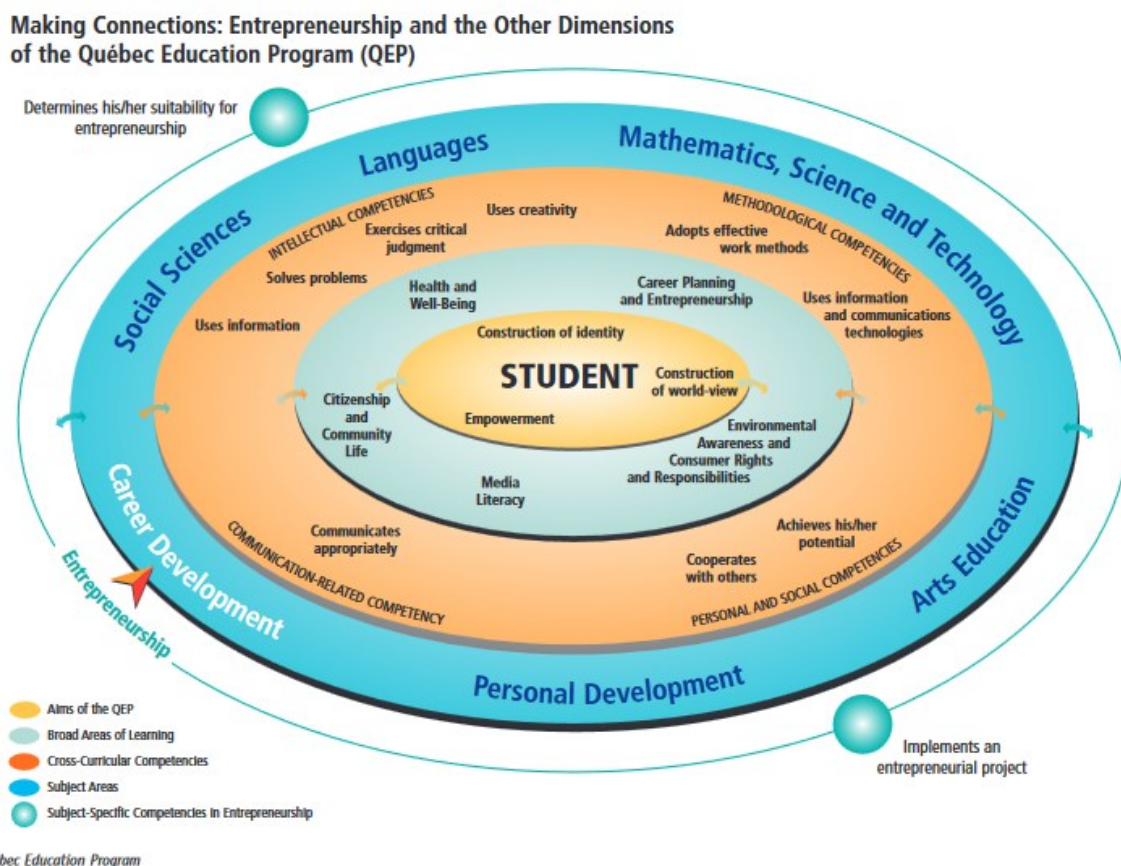 Making Connections: Entrepreneurship and the Other Dimensions
of the Québec Education Program (QEP)
Determines his/her suitability for
entrepreneurship
Languages
Mathematics, Science and Technology
Social Sciences
INTELLECTUAL COMPETENCIES
METHODOLOGICAL COMPETENCIES
Uses creativity
Exercises critical
judgment
Adopts effective
work methods
Solves problems
Uses information
Uses information
and communications
technologies
Health and
Well-Being
Career Planning
and Entrepreneurship
Construction of identity
STUDENT
Construction
of world-view
Empowerment
Citizenship
and
Community
Life
Environmental
Awareness and
Consumer Rights
and Responsibilities
Media
Literacy
Communicates
appropriately
Achieves his/her
potential
Cooperates
with others
COMMUNICATION-RELATED COMPETENCY
PERSONAL AND SOCIAL COMPETENCIES
Career Development
Entrepreneurship
Personal Development
Arts Education
Implements an
entrepreneurial project
Aims of the QEP
Broad Areas of Learning
Cross-Curricular Competencies
Subject Areas
Subject-Specific Competencies in Entrepreneurship
bec Education Program